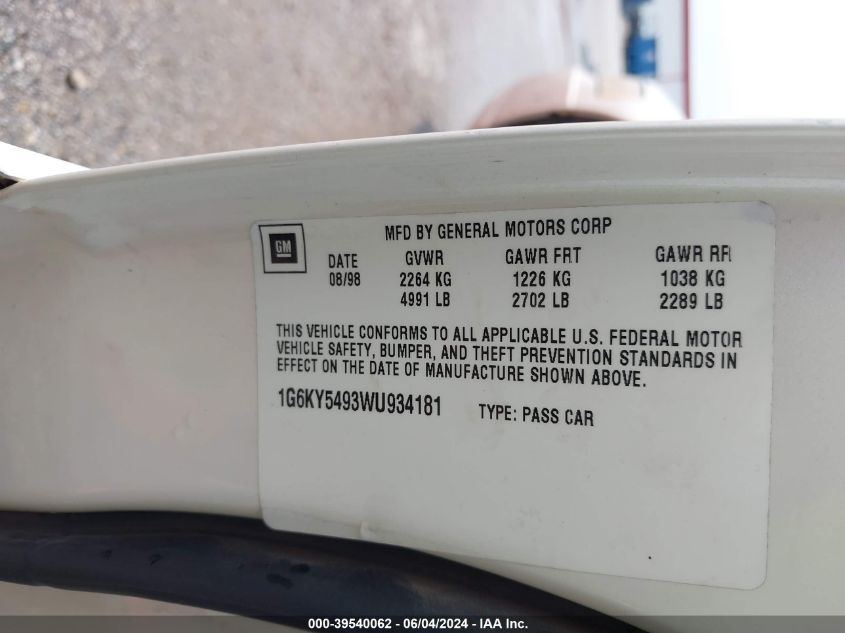 MFD BY GENERAL MOTORS CORP
GM
DATE GVWR GAWR FRT GAWR RR
08/98 2264 KG 1226 KG 1038 KG
4991 LB 2702 LB 2289 LB
THIS VEHICLE CONFORMS TO ALL APPLICABLE U.S. FEDERAL MOTOR
VEHICLE SAFETY, BUMPER, AND THEFT PREVENTION STANDARDS IN
EFFECT ON THE DATE OF MANUFACTURE SHOWN ABOVE.
1G6KY5493WU934181 TYPE: PASS CAR
000-39540062 - 06/04/2024 - IAA Inc.